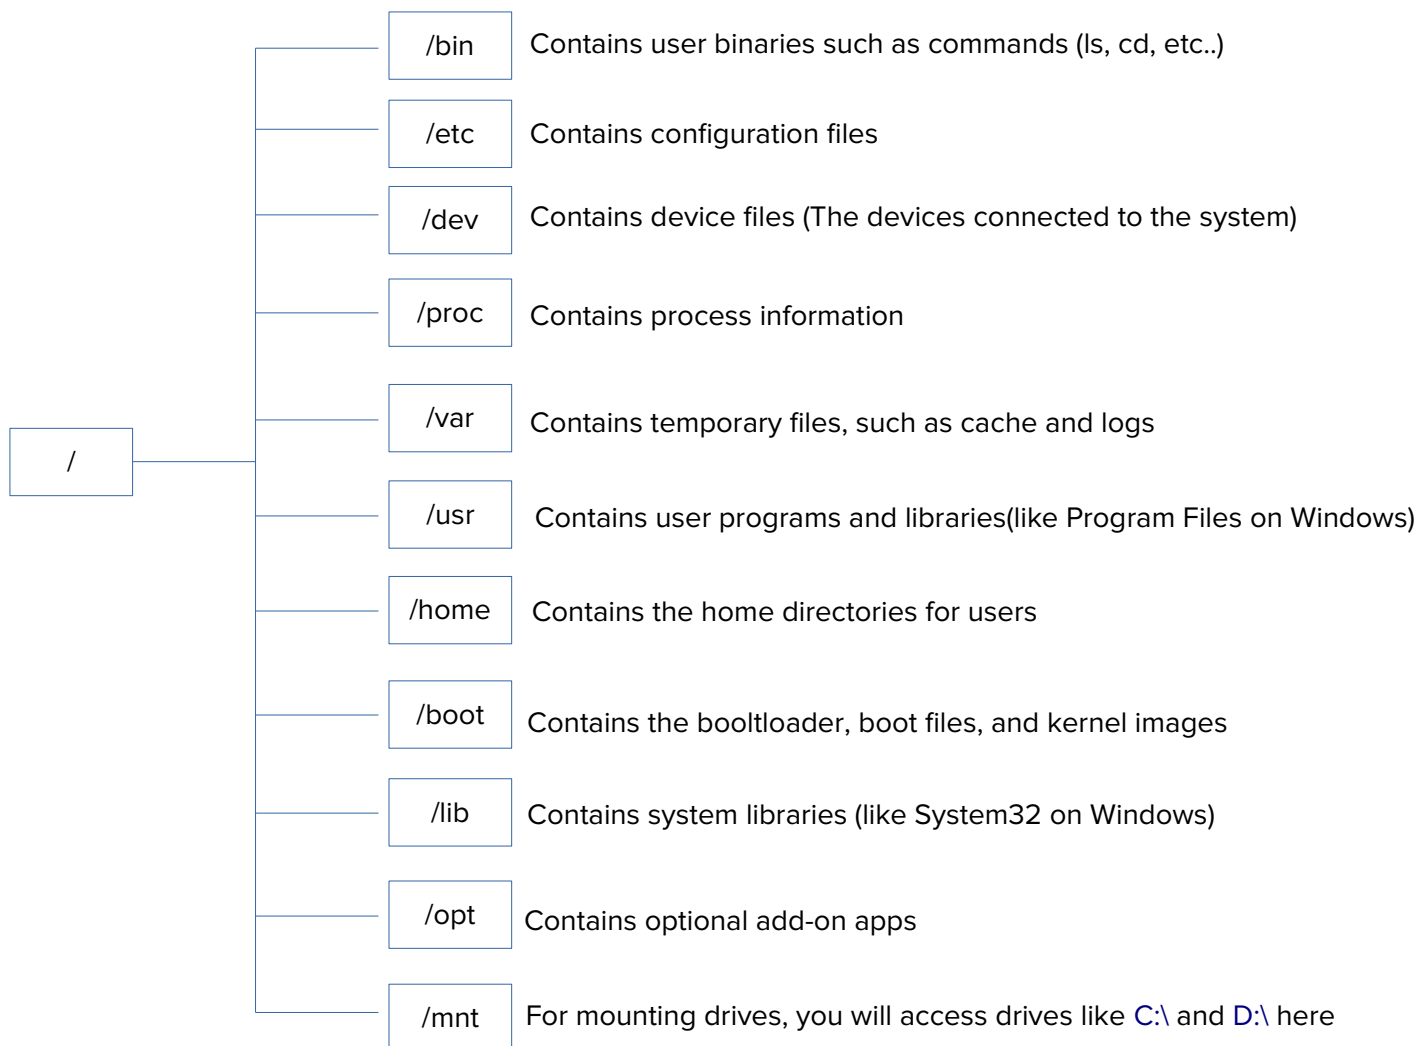 /bin Contains user binaries such as commands (ls, cd, etc..)
/etc Contains configuration files
/dev Contains device files (The devices connected to the system)
/proc Contains process information
/var Contains temporary files, such as cache and logs
/
/usr Contains user programs and libraries(like Program Files on Windows)
/home Contains the home directories for users
/boot Contains the booltloader, boot files, and kernel images
/lib Contains system libraries (like System32 on Windows)
/opt Contains optional add-on apps
/mnt For mounting drives, you will access drives like C:\ and D:\ here